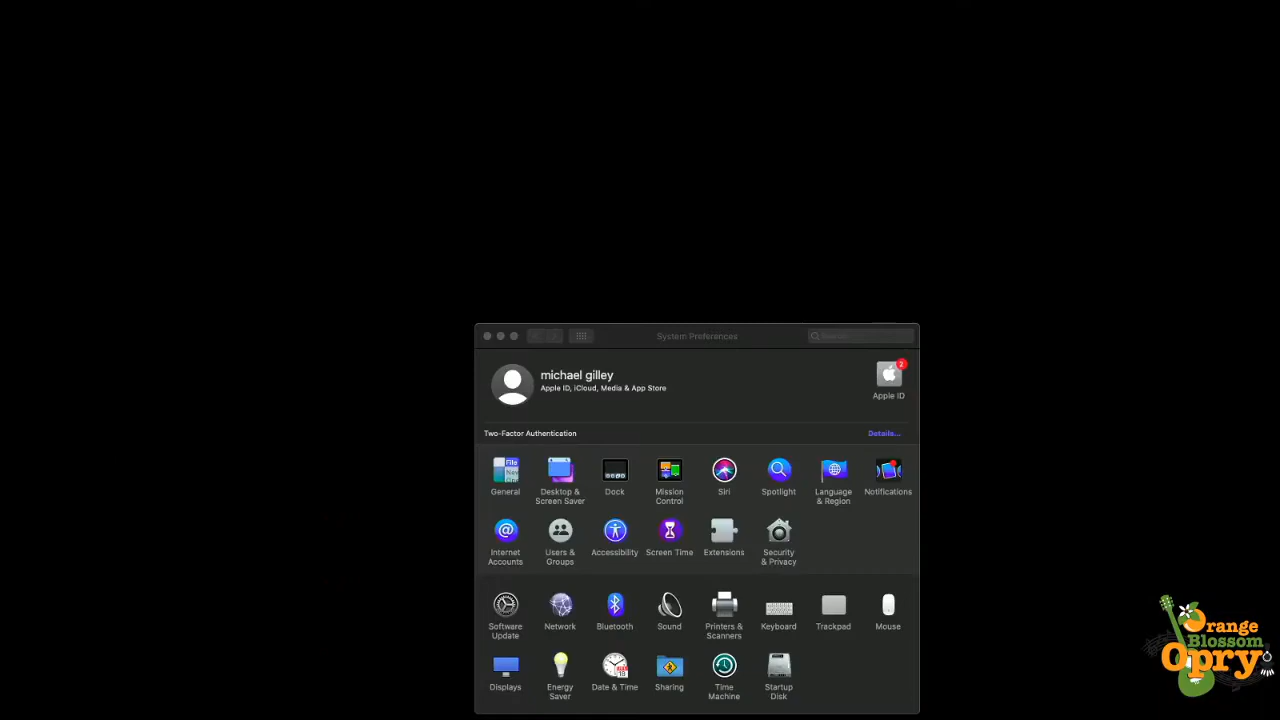 System Preferences
michael gilley
Apple ID, iCloud, Media & App Store
2
Apple ID
Two-Factor Authentication
Details...
General
Desktop &
Screen Saver
Dock
Mission
Control
Siri
Spotlight
Language
& Region
Notifications
Internet
Accounts
Users &
Groups
Accessibility
Screen Time
Extensions
Security
& Privacy
Software
Update
Network
Bluetooth
Sound
Printers &
Scanners
Keyboard
Trackpad
Mouse
Displays
Energy
Saver
Date & Time
Sharing
Time
Machine
Startup
Disk
Orange
Blossom
Opry